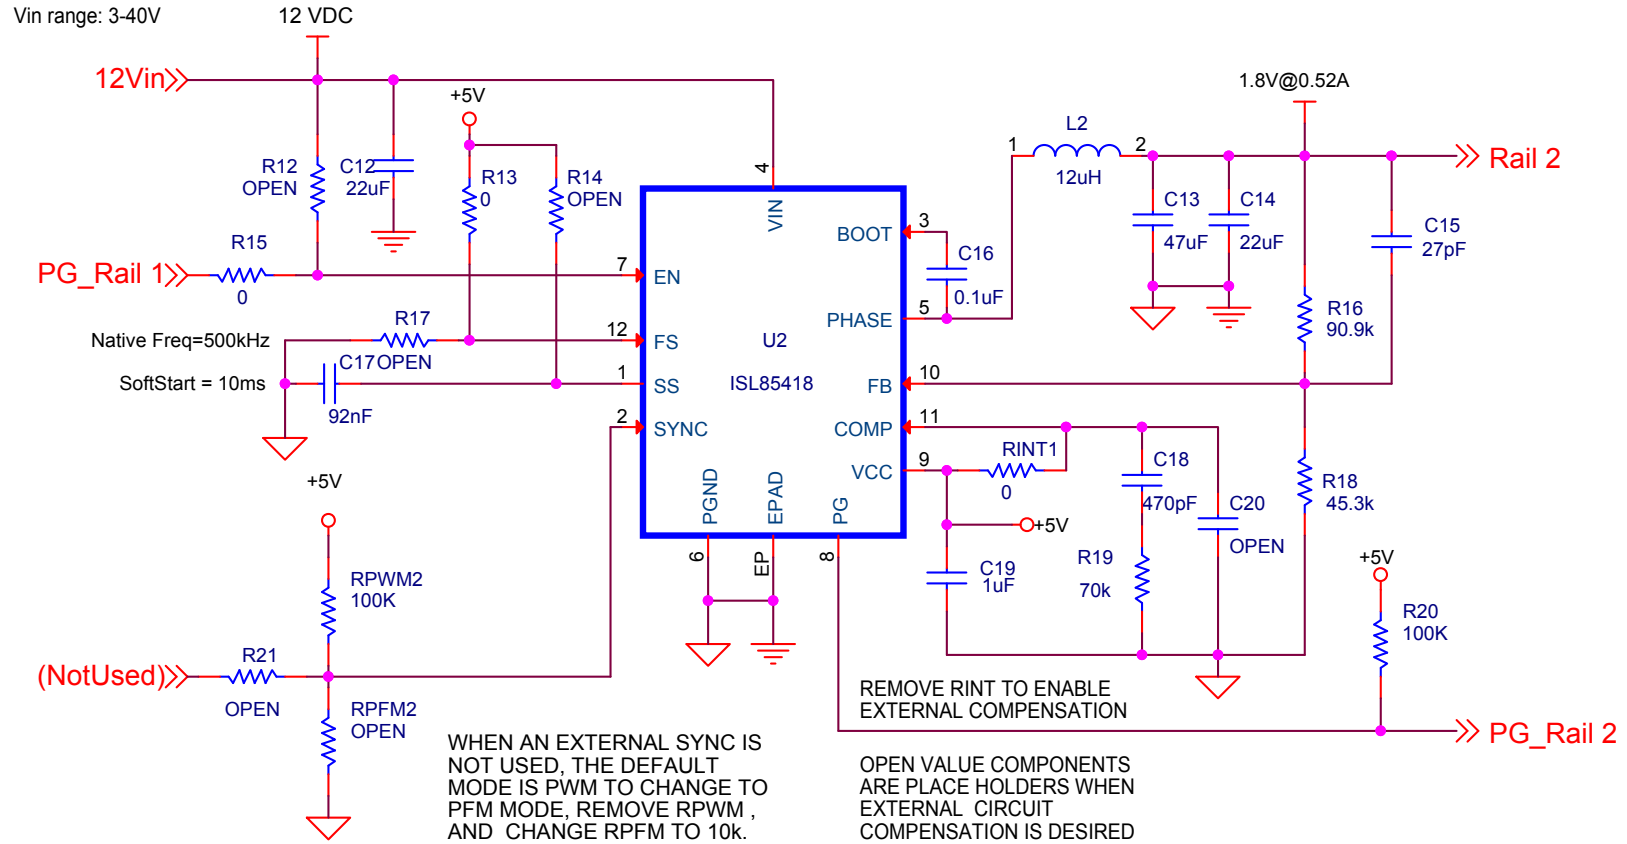 Vin range: 3-40V
12 VDC
12Vin
+5V
R12
OPEN
C12
22uF
R13
0
R14
OPEN
R15
0
PG_Rail 1
Native Freq=500kHz
R17
OPEN
SoftStart = 10ms
C17
92nF
4
VIN
7
EN
12
FS
1
SS
2
SYNC
U2
ISL85418
BOOT
3
PHASE
5
FB
10
COMP
11
VCC
9
PGND
6
EPAD
EP
PG
8
C16
0.1uF
1
L2
2
12uH
1.8V@0.52A
Rail 2
C13
47uF
C14
22uF
C15
27pF
R16
90.9k
R18
45.3k
RINT1
0
C18
470pF
C20
OPEN
+5V
C19
1uF
R19
70k
+5V
R20
100K
PG_Rail 2
+5V
RPWM2
100K
(NotUsed)
R21
OPEN
RPFM2
OPEN
WHEN AN EXTERNAL SYNC IS
NOT USED, THE DEFAULT
MODE IS PWM TO CHANGE TO
PFM MODE, REMOVE RPWM ,
AND CHANGE RPFM TO 10k.
REMOVE RINT TO ENABLE
EXTERNAL COMPENSATION
OPEN VALUE COMPONENTS
ARE PLACE HOLDERS WHEN
EXTERNAL CIRCUIT
COMPENSATION IS DESIRED